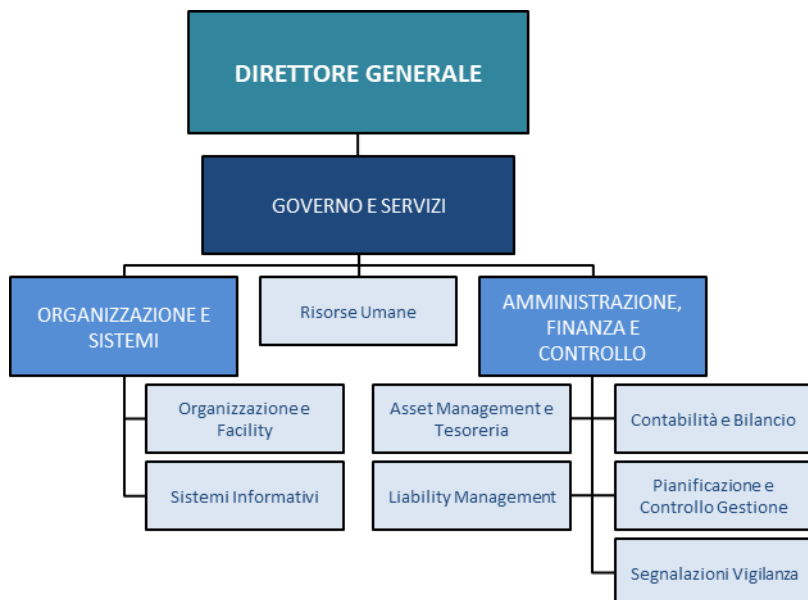 DIRETTORE GENERALE
GOVERNO E SERVIZI
ORGANIZZAZIONE E
SISTEMI
Risorse Umane
AMMINISTRAZIONE,
FINANZA E
CONTROLLO
Organizzazione e
Facility
Asset Management e
Tesoreria
Contabilità e Bilancio
Sistemi Informativi
Liability Management
Pianificazione e
Controllo Gestione
Segnalazioni Vigilanza